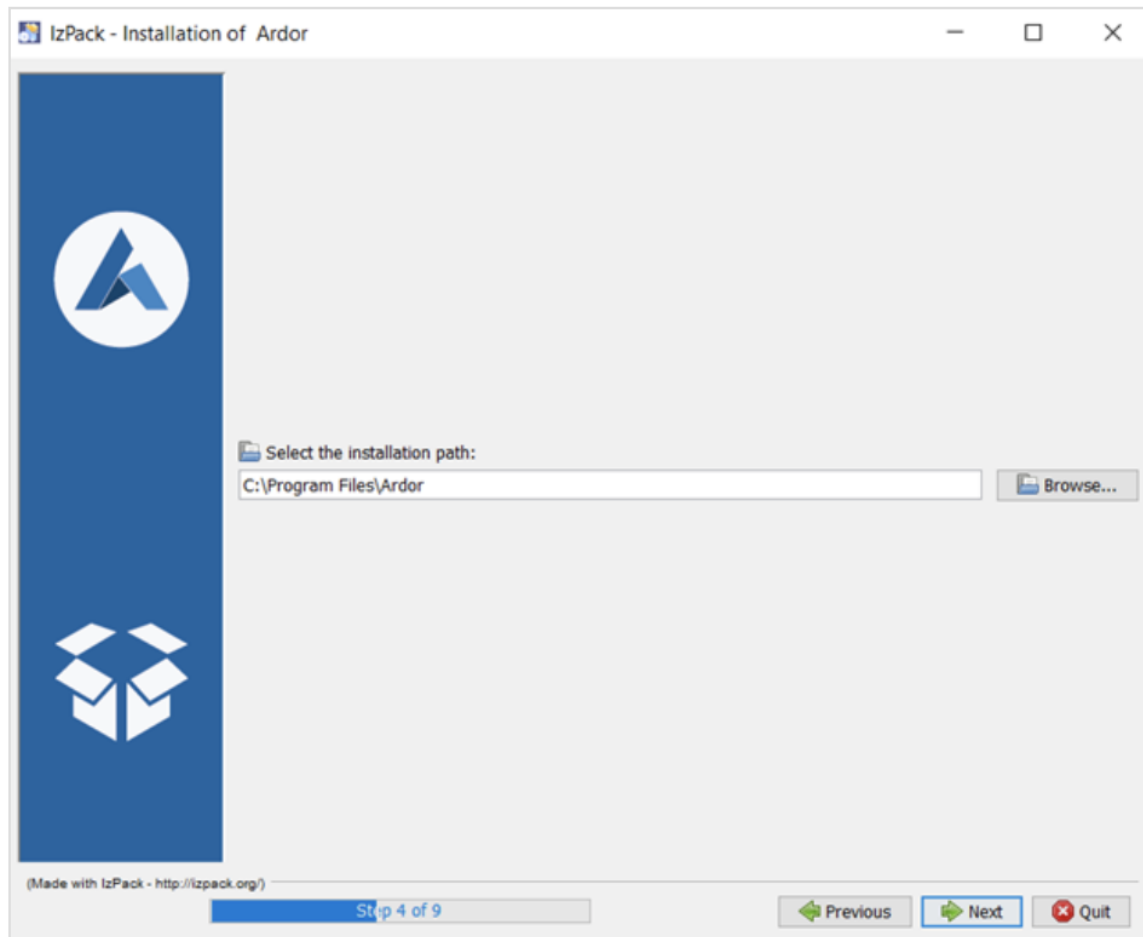 IzPack - Installation of Ardor
Select the installation path:
C:\Program Files\Ardor
Browse...
(Made with IzPack - http://izpack.org/)
Step 4 of 9
Previous
Next
Quit